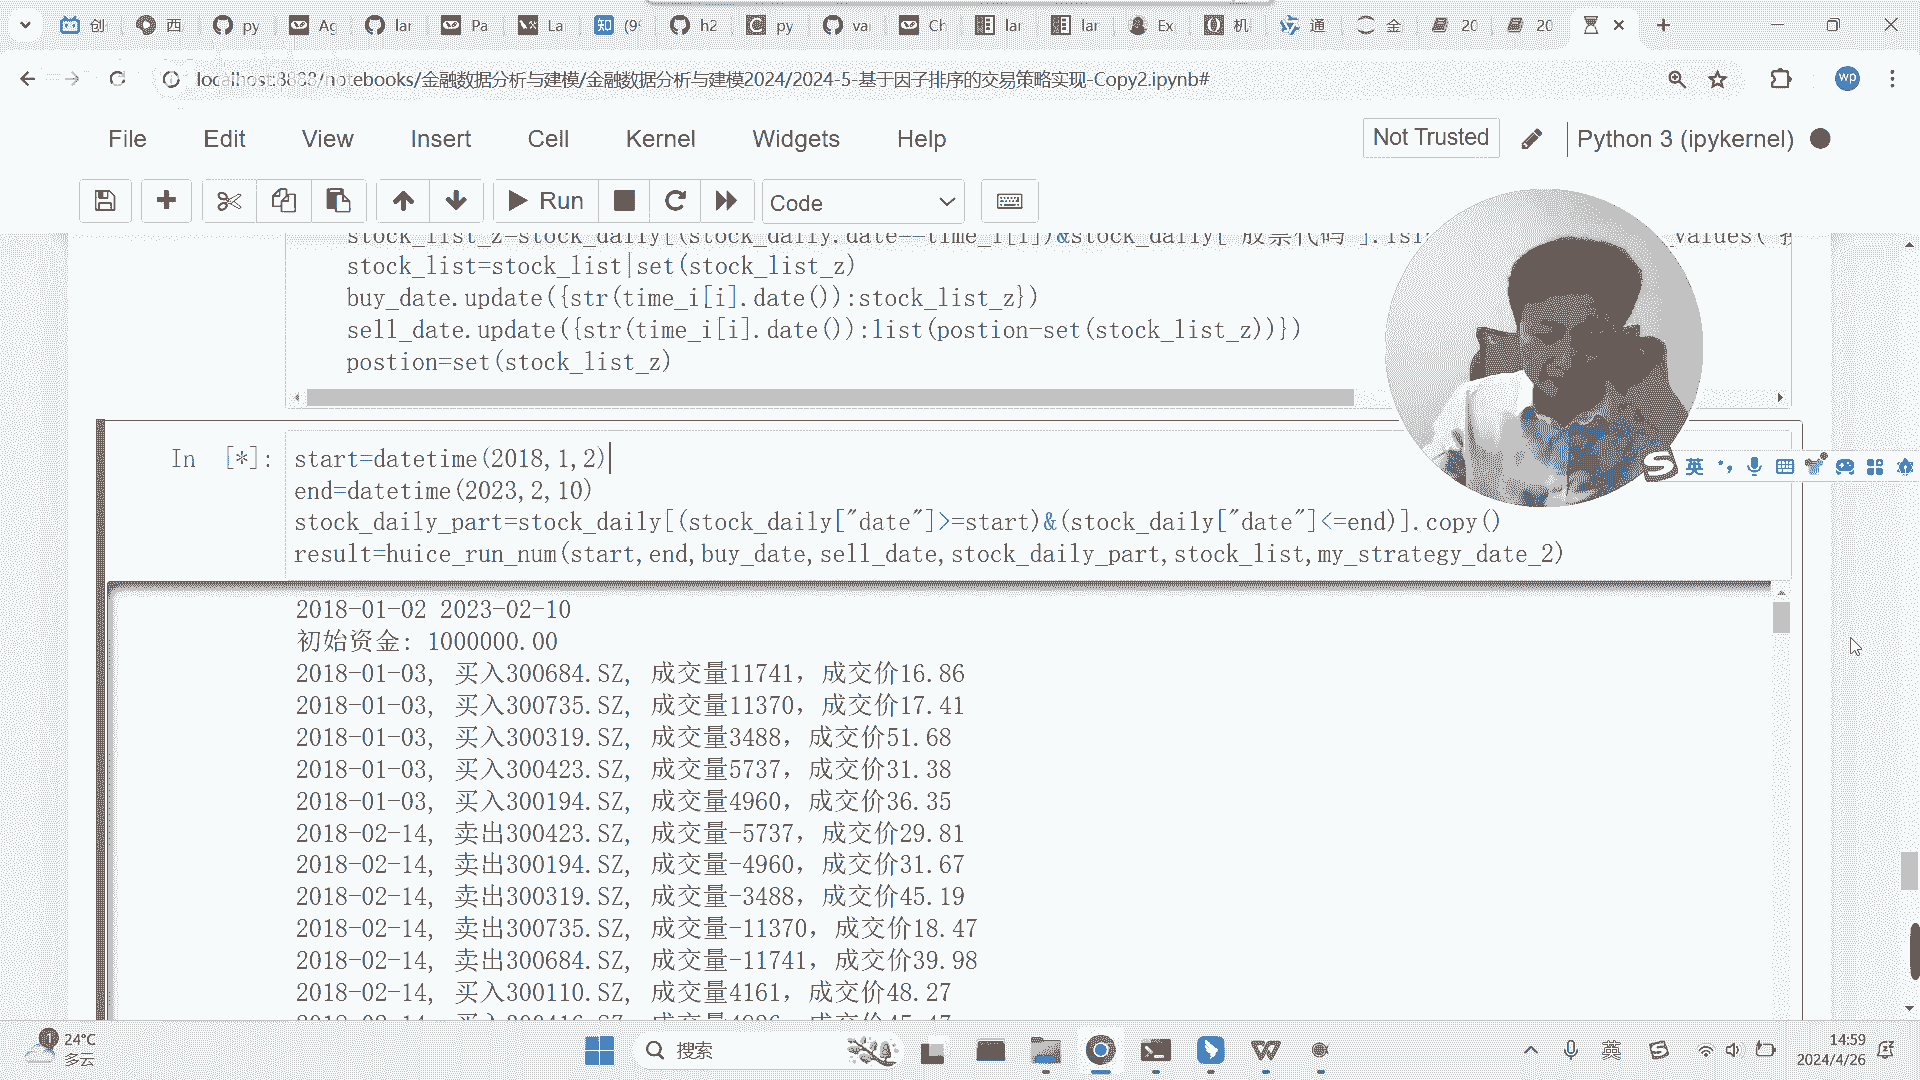 创
西
py
Ag
lar
Pa
La
知 (9
h2
py
va
Ch
lar
lar
Ex
机
通
金
20
20
localhost:8888/notebooks/金融数据分析与建模/金融数据分析与建模2024/2024-5-基于因子排序的交易策略实现-Copy2.ipynb#
wp
File Edit View Insert Cell Kernel Widgets Help
Not Trusted
Python 3 (ipykernel)
Run
Code
stock_list_z=stock_daily[(stock_daily.date==time_i[i])&stock_daily["股票代码"].isi
stock_list=stock_list|set(stock_list_z)
buy_date.update({str(time_i[i].date()):stock_list_z})
sell_date.update({str(time_i[i].date()):list(postion-set(stock_list_z))})
postion=set(stock_list_z)
In [*]:
start=datetime(2018,1,2)
end=datetime(2023,2,10)
stock_daily_part=stock_daily[(stock_daily["date"]>=start)&(stock_daily["date"]<=end)].copy()
result=huice_run_num(start,end,buy_date,sell_date,stock_daily_part,stock_list,my_strategy_date_2)
英
2018-01-02 2023-02-10
初始资金: 1000000.00
2018-01-03, 买入300684.SZ, 成交量11741, 成交价16.86
2018-01-03, 买入300735.SZ, 成交量11370, 成交价17.41
2018-01-03, 买入300319.SZ, 成交量3488, 成交价51.68
2018-01-03, 买入300423.SZ, 成交量5737, 成交价31.38
2018-01-03, 买入300194.SZ, 成交量4960, 成交价36.35
2018-02-14, 卖出300423.SZ, 成交量-5737, 成交价29.81
2018-02-14, 卖出300194.SZ, 成交量-4960, 成交价31.67
2018-02-14, 卖出300319.SZ, 成交量-3488, 成交价45.19
2018-02-14, 卖出300735.SZ, 成交量-11370, 成交价18.47
2018-02-14, 卖出300684.SZ, 成交量-11741, 成交价39.98
2018-02-14, 买入300110.SZ, 成交量4161, 成交价48.27
24°C
多云
搜索
英
14:59
2024/4/26